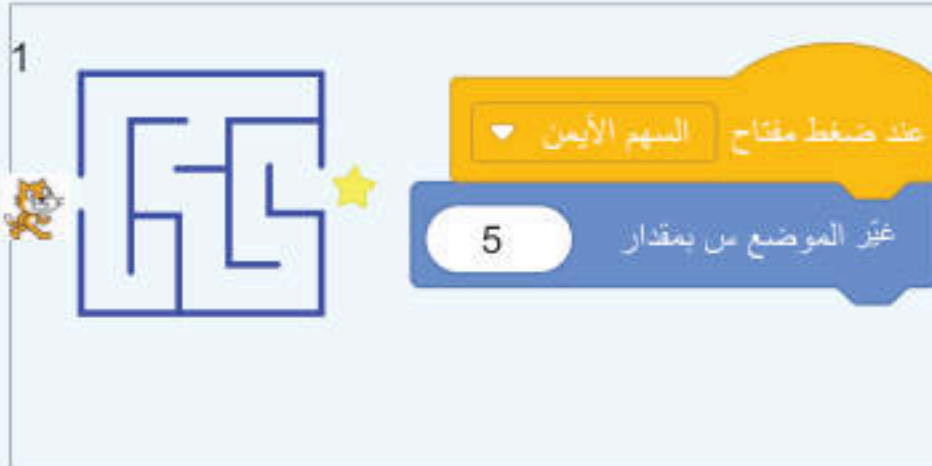 1
عند ضغط مفتاح السهم الأيمن
غيّر الموضع س بمقدار 5